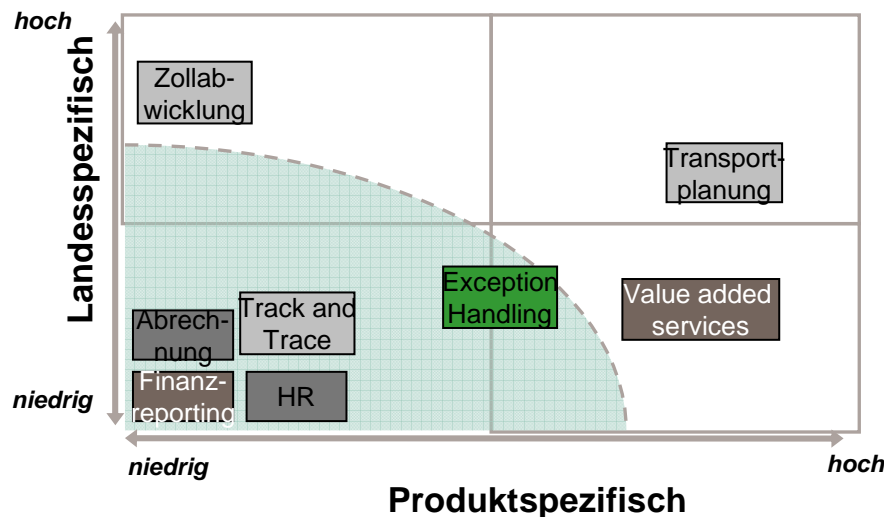 hoch
Landesspezifisch
niedrig
Zollab-
wicklung
Transport-
planung
Exception
Handling
Value added
services
Track and
Trace
Abrech-
nung
Finanz-
reporting
HR
niedrig
hoch
Produktspezifisch